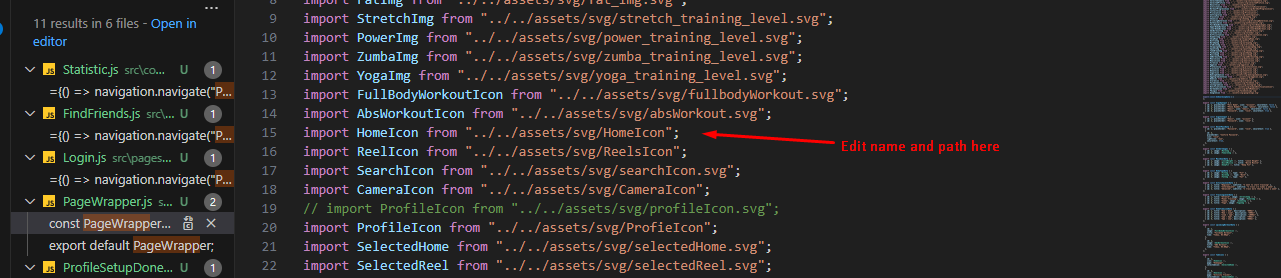 11 results in 6 files - Open in
editor
Statistic.js src\co... U 1
={() => navigation.navigate("P...
FindFriends.js src\... U 1
={() => navigation.navigate("P...
Login.js src\pages... U 1
={() => navigation.navigate("P...
PageWrapper.js s... U 2
const PageWrapper...
export default PageWrapper;
ProfileSetupDone... U 1
8 import FatImg from "../../assets/svg/fat_img.svg";
9 import StretchImg from "../../assets/svg/stretch_training_level.svg";
10 import PowerImg from "../../assets/svg/power_training_level.svg";
11 import ZumbaImg from "../../assets/svg/zumba_training_level.svg";
12 import YogaImg from "../../assets/svg/yoga_training_level.svg";
13 import FullBodyWorkoutIcon from "../../assets/svg/fullbodyWorkout.svg";
14 import AbsWorkoutIcon from "../../assets/svg/absWorkout.svg";
15 import HomeIcon from "../../assets/svg/HomeIcon";
Edit name and path here
16 import ReelIcon from "../../assets/svg/ReelsIcon";
17 import SearchIcon from "../../assets/svg/searchIcon.svg";
18 import CameraIcon from "../../assets/svg/CameraIcon";
19 // import ProfileIcon from "../../assets/svg/profileIcon.svg";
20 import ProfileIcon from "../../assets/svg/ProfieIcon";
21 import SelectedHome from "../../assets/svg/selectedHome.svg";
22 import SelectedReel from "../../assets/svg/selectedReel.svg";